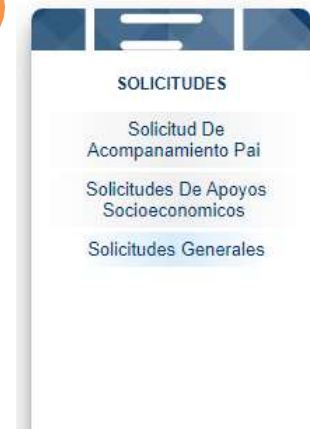 SOLICITUDES
Solicitud De
Acompanamiento Pai
Solicitudes De Apoyos
Socioeconomicos
Solicitudes Generales